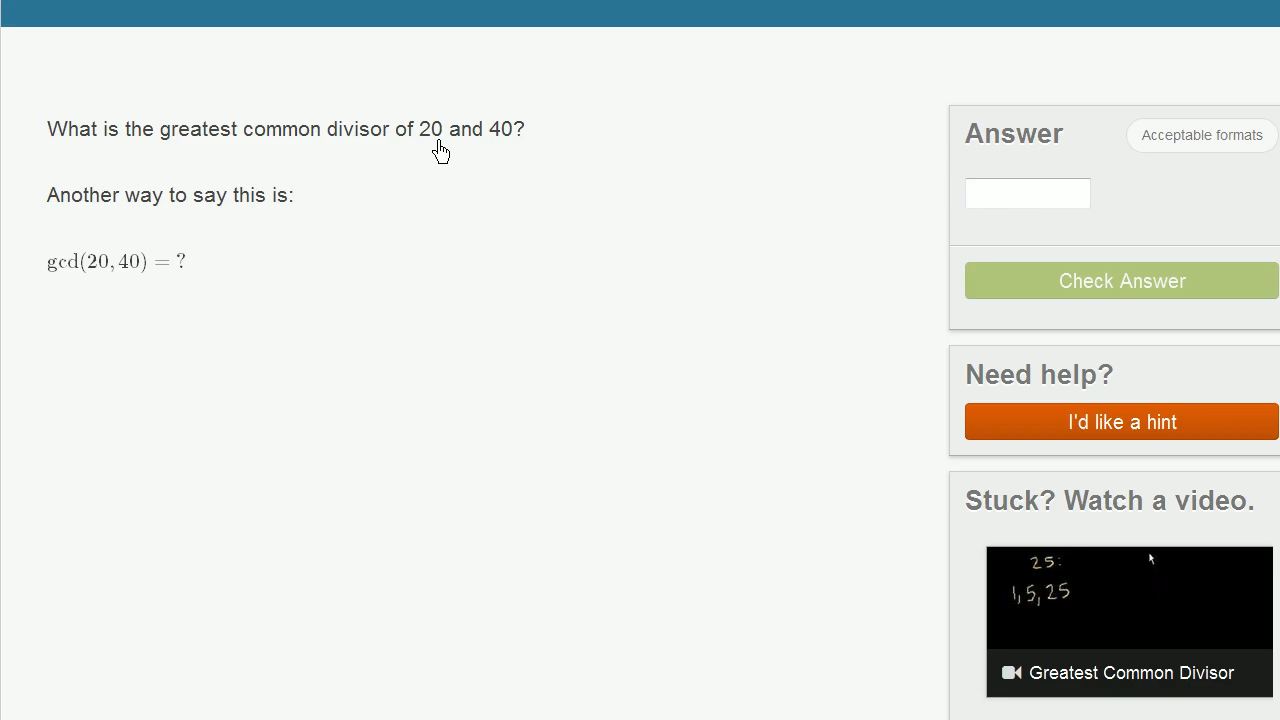 What is the greatest common divisor of 20 and 40?
Another way to say this is:
gcd(20, 40) = ?
Answer
Acceptable formats
Check Answer
Need help?
I'd like a hint
Stuck? Watch a video.
25:
1, 5, 25
Greatest Common Divisor